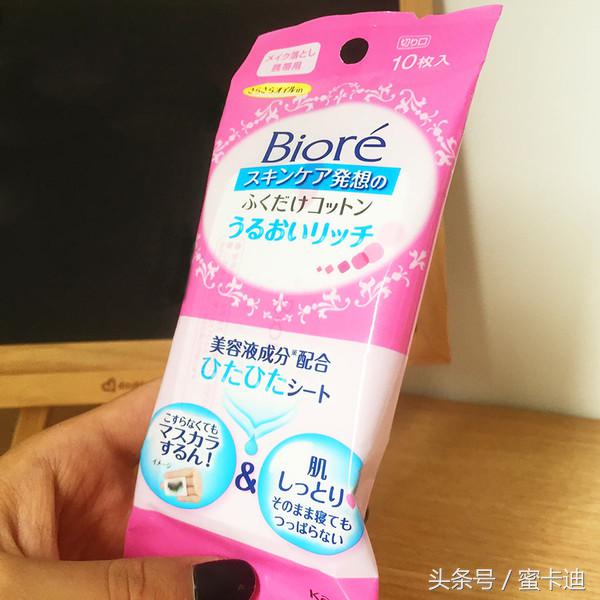 メイク落とし
携帯用
切り口
10枚入
さらさらオイルin
Bioré
スキンケア発想の
ふくだけコットン
うるおいリッチ
美容液成分※配合
ひたひたシート
こすらなくても
マスカラ
するん!
イメージ
&
肌
しっとり
そのまま寝ても
つっぱらない
头条号 / 蜜卡迪